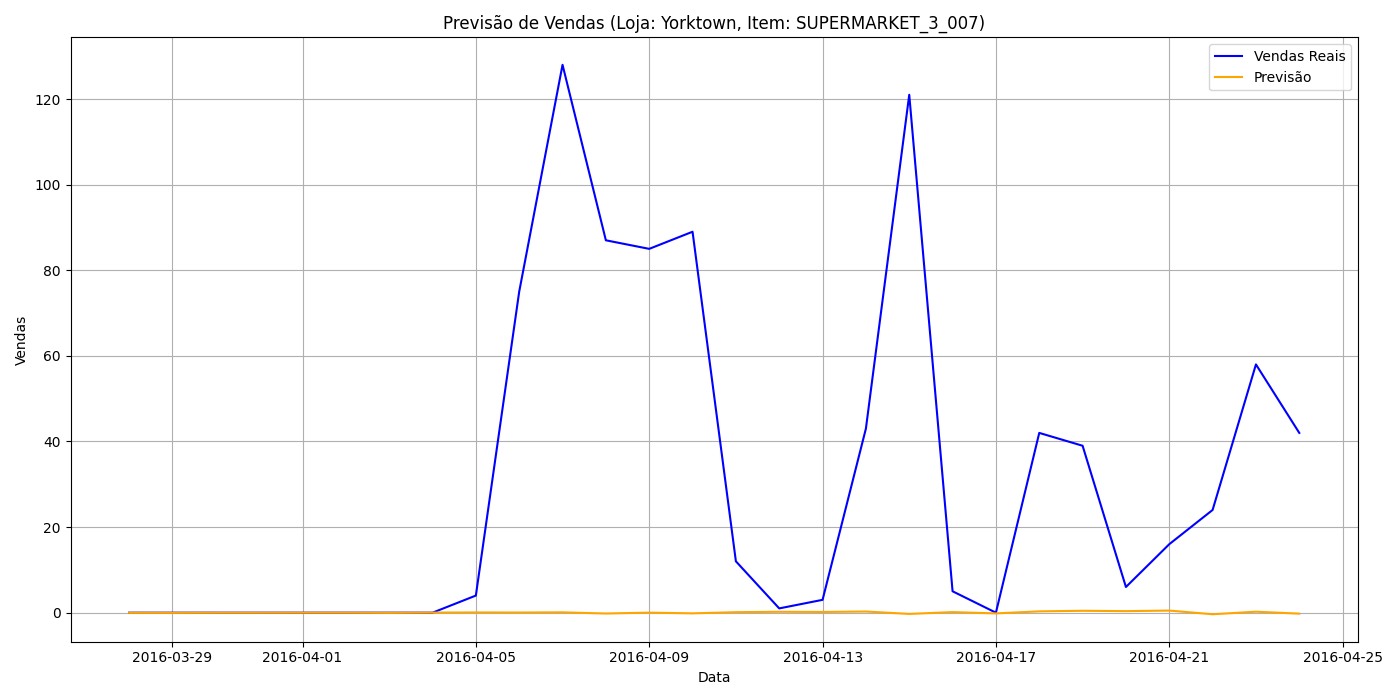 Previsão de Vendas (Loja: Yorktown, Item: SUPERMARKET_3_007)
Vendas Reais
Previsão
Vendas
120
100
80
60
40
20
0
2016-03-29 2016-04-01 2016-04-05 2016-04-09 2016-04-13 2016-04-17 2016-04-21 2016-04-25
Data